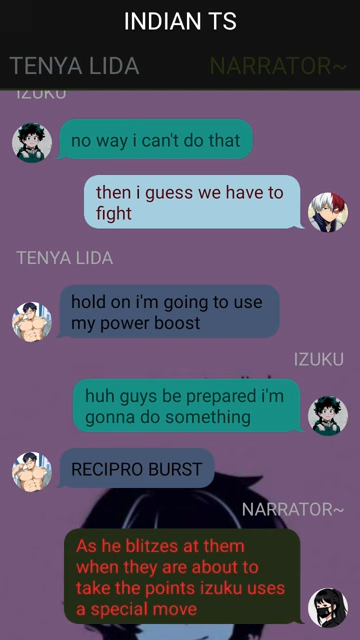 INDIAN TS
TENYA LIDA
NARRATOR~
IZUKU
no way i can't do that
then i guess we have to
fight
TENYA LIDA
hold on i'm going to use
my power boost
IZUKU
huh guys be prepared i'm
gonna do something
RECIPRO BURST
NARRATOR~
As he blitzes at them
when they are about to
take the points izuku uses
a special move